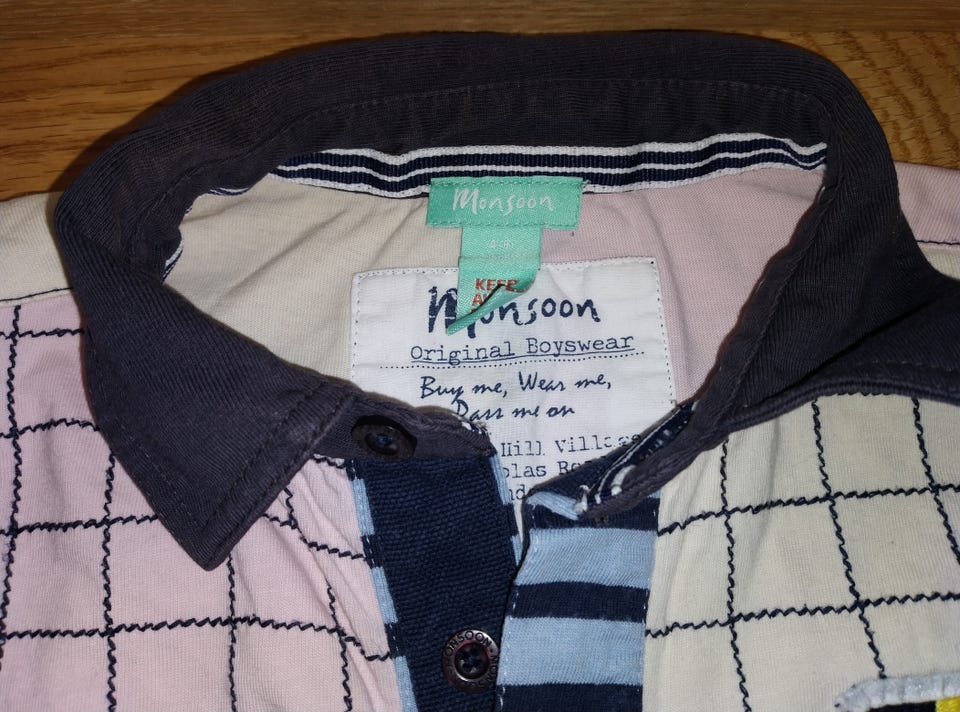 Monsoon
KEEP
Monsoon
Original Boyswear
Buy me, Wear me,
Pass me on
Hill Village
MONSOON